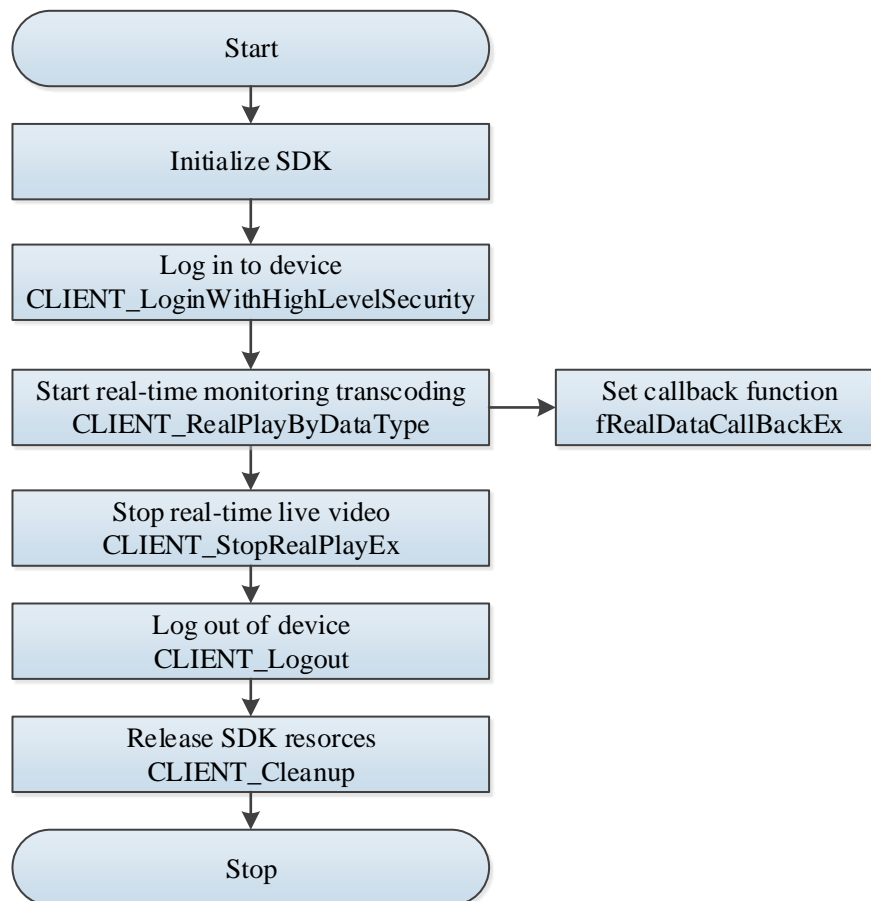 Start
Initialize SDK
Log in to device
CLIENT_LoginWithHighLevelSecurity
Start real-time monitoring transcoding
CLIENT_RealPlayByDataType
Set callback function
fRealDataCallBackEx
Stop real-time live video
CLIENT_StopRealPlayEx
Log out of device
CLIENT_Logout
Release SDK resorces
CLIENT_Cleanup
Stop